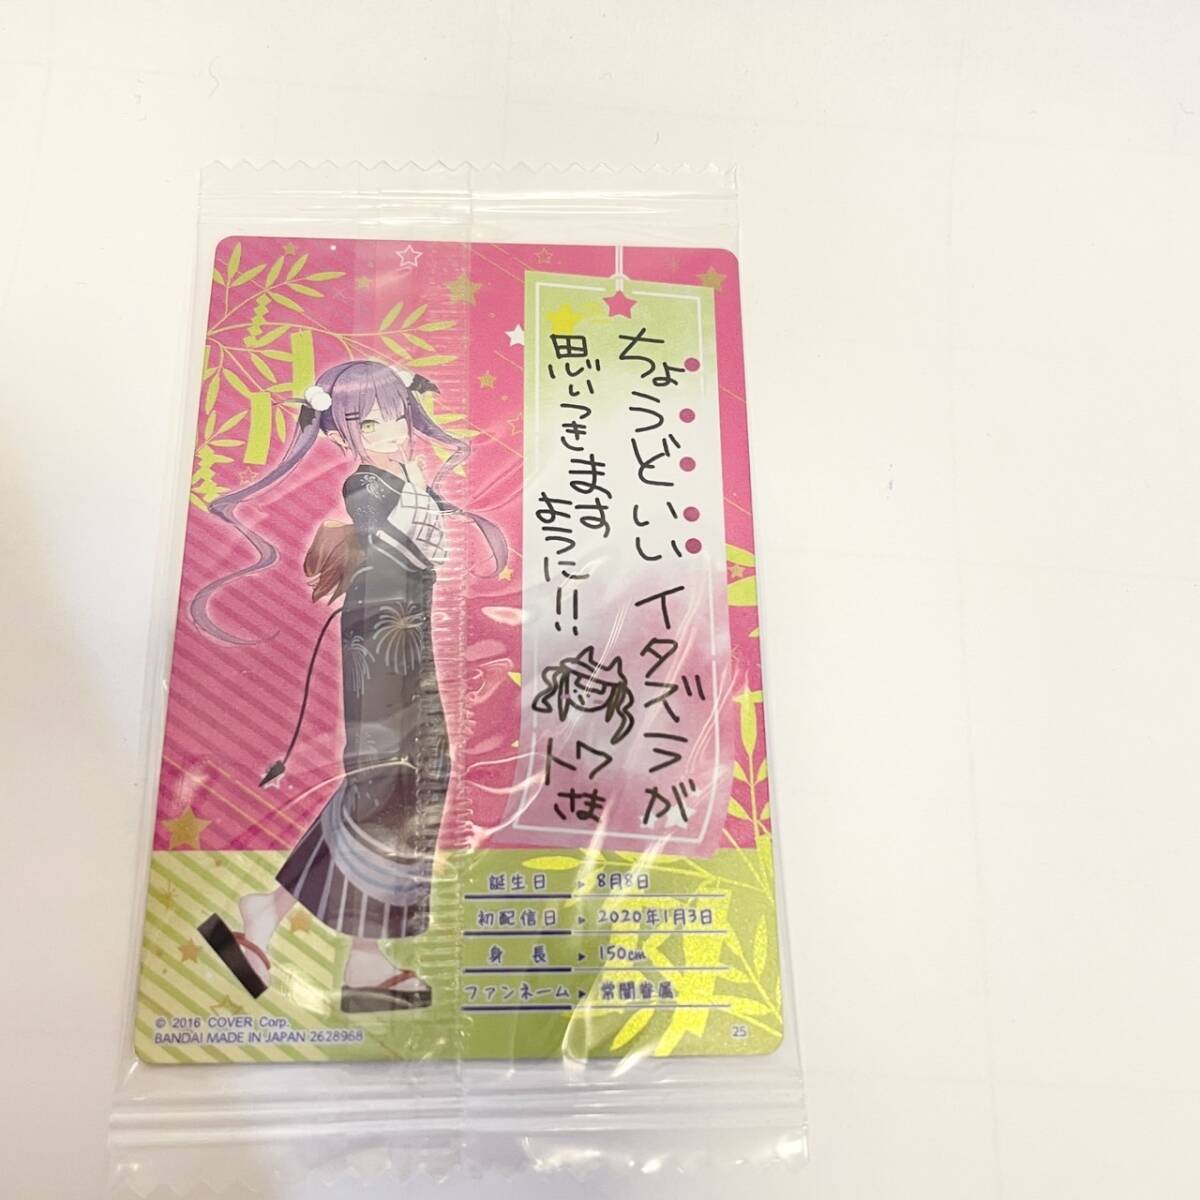 ちょうどいいイタズラが
思いつきます
ように!!
トワさま
誕生日 ▶ 8月8日
初配信日 ▶ 2020年1月3日
身長 ▶ 150cm
ファンネーム ▶ 常闇眷属
© 2016 COVER Corp.
BANDAI MADE IN JAPAN 2628968
25